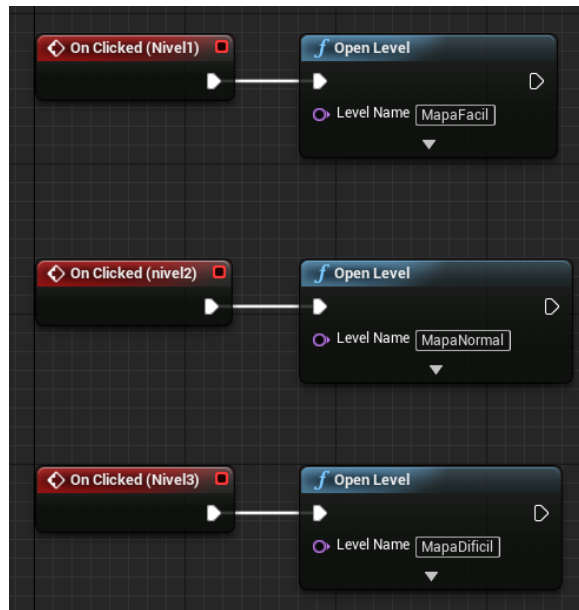 On Clicked (Nivel1)
f Open Level
Level Name MapaFacil
On Clicked (nivel2)
f Open Level
Level Name MapaNormal
On Clicked (Nivel3)
f Open Level
Level Name MapaDificil